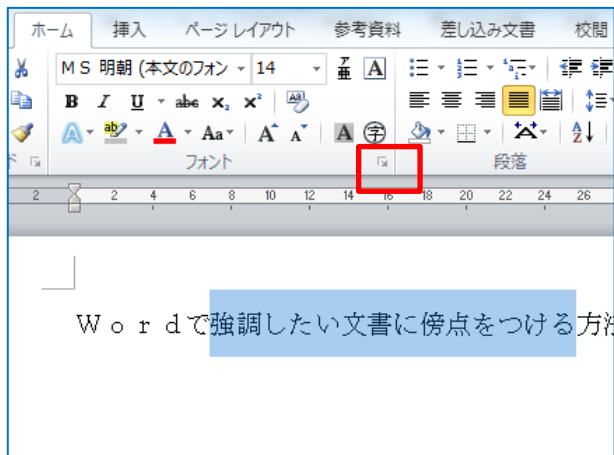 ホーム 挿入 ページ レイアウト 参考資料 差し込み文書 校閲
ＭＳ 明朝 (本文のフォン 14 ア亜 A
B I U abc x₂ x²
A ab A Aa A A A 字 A Z
フォント 段落
2 2 4 6 8 10 12 14 16 18 20 22 24 26
Ｗｏｒｄで強調したい文書に傍点をつける方法